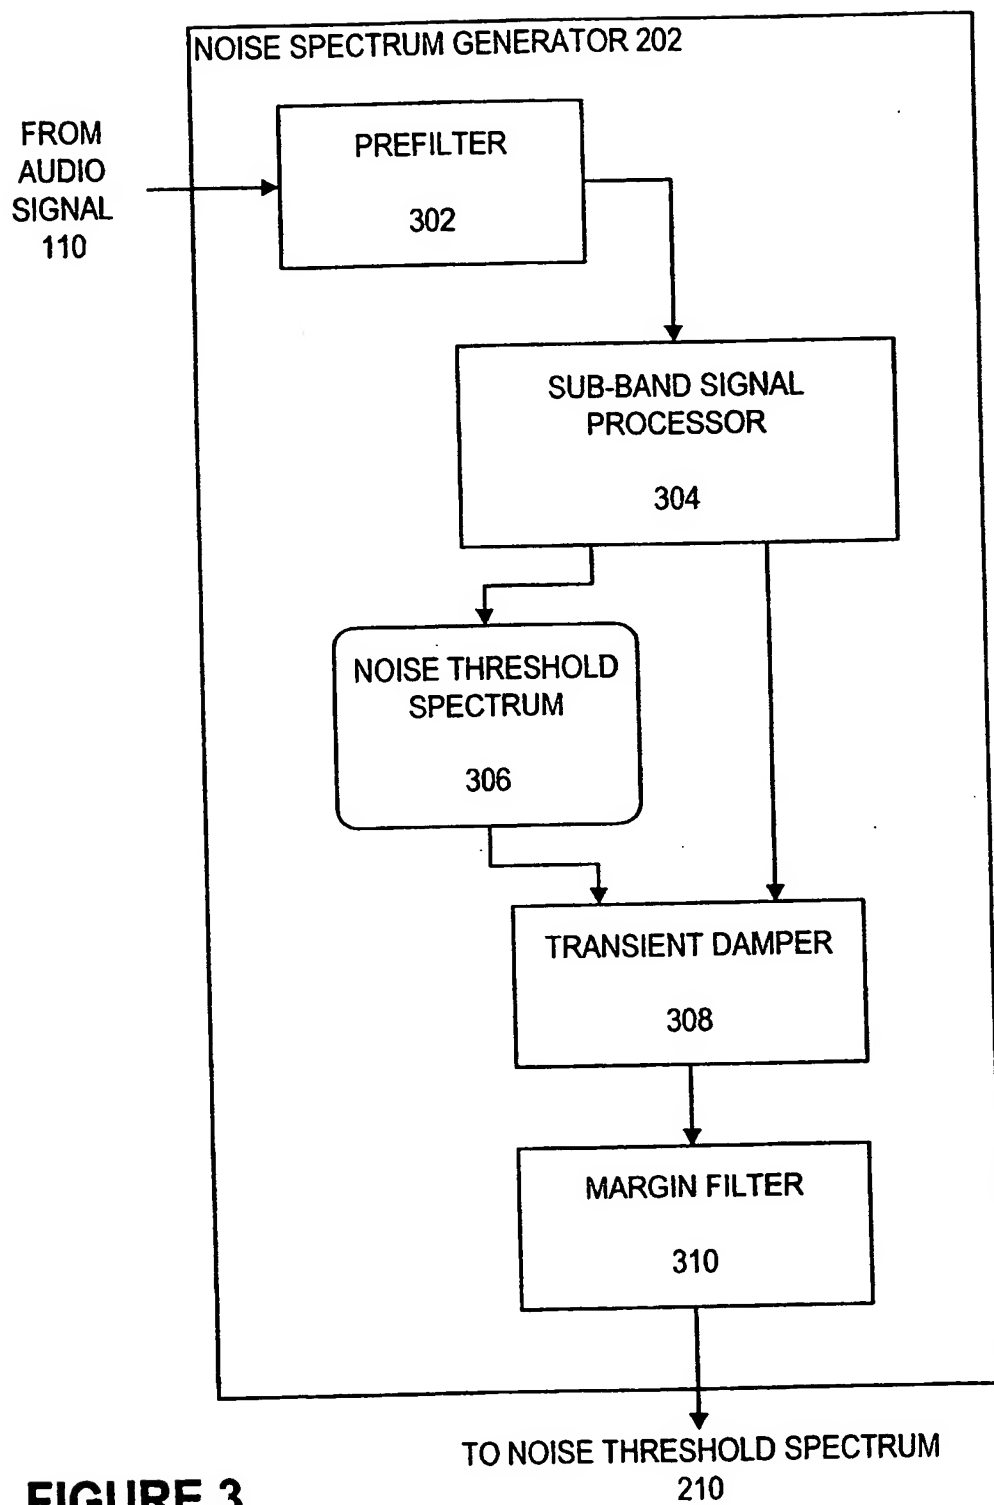 NOISE SPECTRUM GENERATOR 202
FROM
AUDIO
SIGNAL
110
PREFILTER
302
SUB-BAND SIGNAL
PROCESSOR
304
NOISE THRESHOLD
SPECTRUM
306
TRANSIENT DAMPER
308
MARGIN FILTER
310
TO NOISE THRESHOLD SPECTRUM
210
FIGURE 3